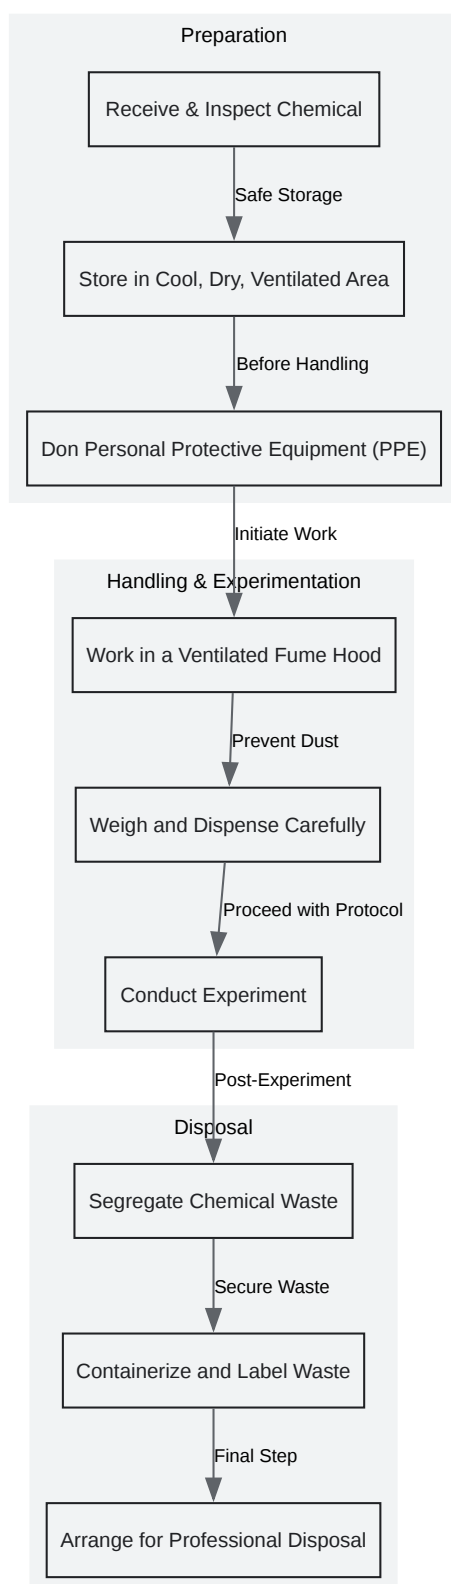 Preparation
Receive & Inspect Chemical
Safe Storage
Store in Cool, Dry, Ventilated Area
Before Handling
Don Personal Protective Equipment (PPE)
Initiate Work
Handling & Experimentation
Work in a Ventilated Fume Hood
Prevent Dust
Weigh and Dispense Carefully
Proceed with Protocol
Conduct Experiment
Post-Experiment
Disposal
Segregate Chemical Waste
Secure Waste
Containerize and Label Waste
Final Step
Arrange for Professional Disposal